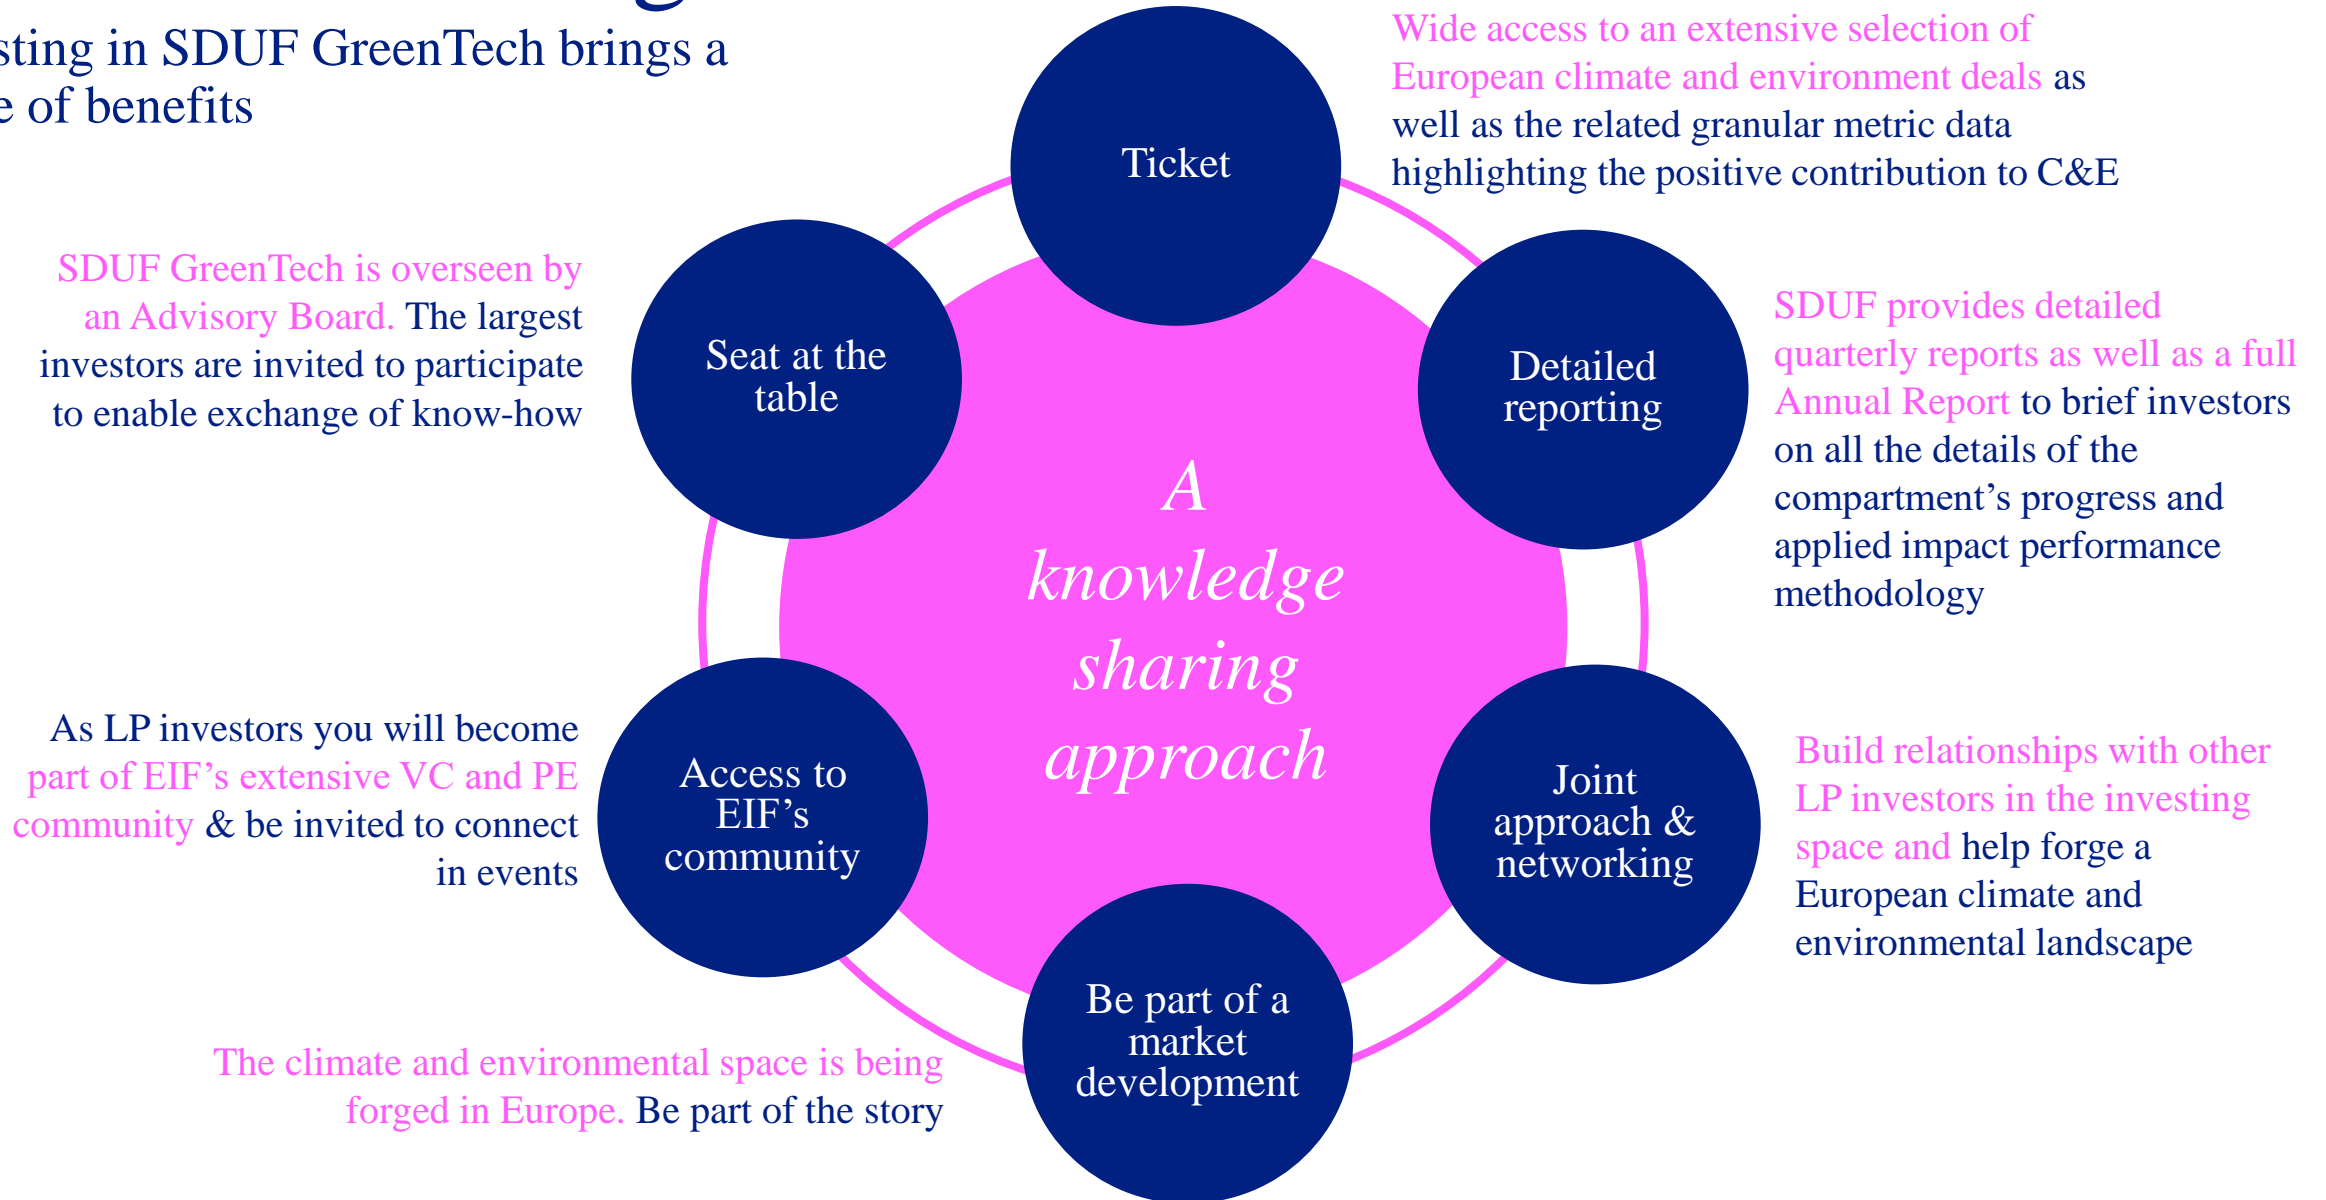 sting in SDUF GreenTech brings a
e of benefits
Ticket
Wide access to an extensive selection of
European climate and environment deals as
well as the related granular metric data
highlighting the positive contribution to C&E
SDUF GreenTech is overseen by
an Advisory Board. The largest
investors are invited to participate
to enable exchange of know-how
Seat at the
table
Detailed
reporting
SDUF provides detailed
quarterly reports as well as a full
Annual Report to brief investors
on all the details of the
compartment’s progress and
applied impact performance
methodology
A
knowledge
sharing
approach
As LP investors you will become
part of EIF’s extensive VC and PE
community & be invited to connect
in events
Access to
EIF’s
community
Joint
approach &
networking
Build relationships with other
LP investors in the investing
space and help forge a
European climate and
environmental landscape
Be part of a
market
development
The climate and environmental space is being
forged in Europe. Be part of the story